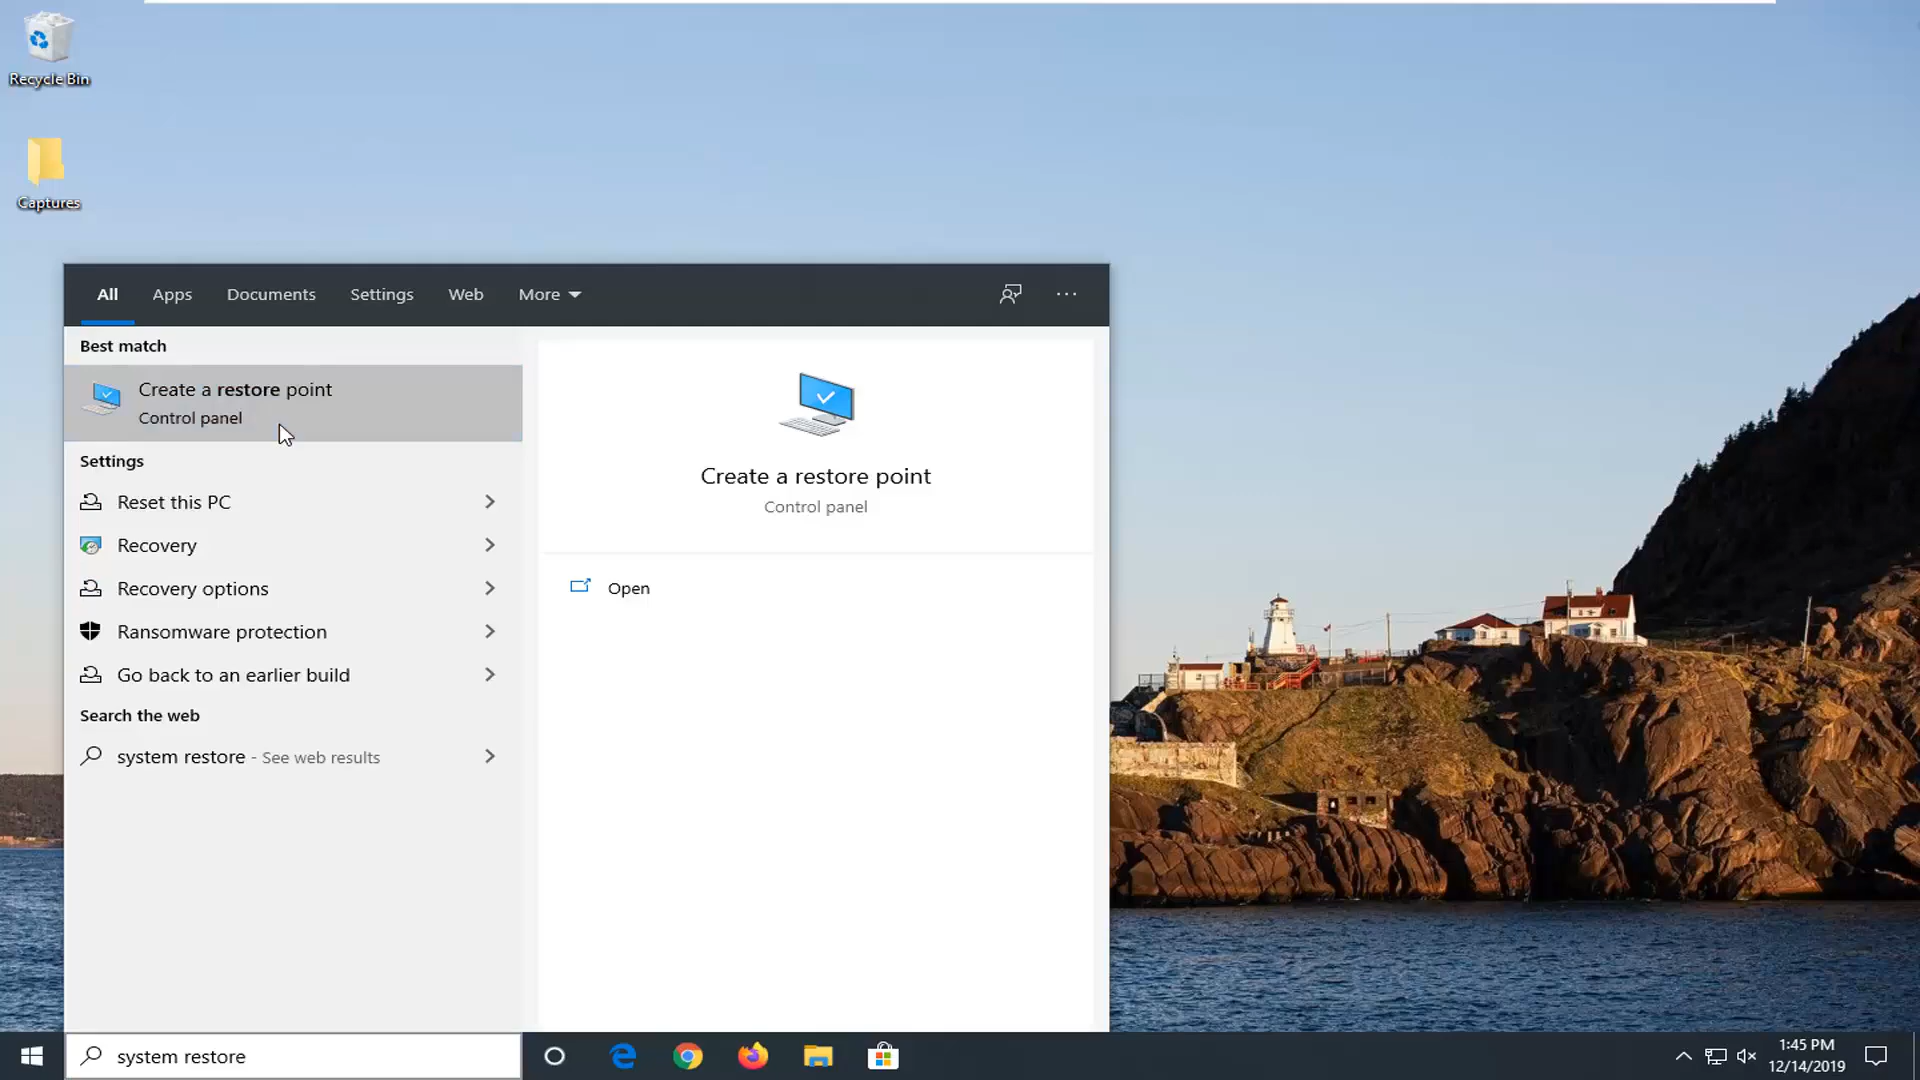 Recycle Bin
Captures
All Apps Documents Settings Web More
Best match
Create a restore point
Control panel
Settings
Reset this PC
Recovery
Recovery options
Ransomware protection
Go back to an earlier build
Search the web
system restore - See web results
Create a restore point
Control panel
Open
system restore
1:45 PM
12/14/2019